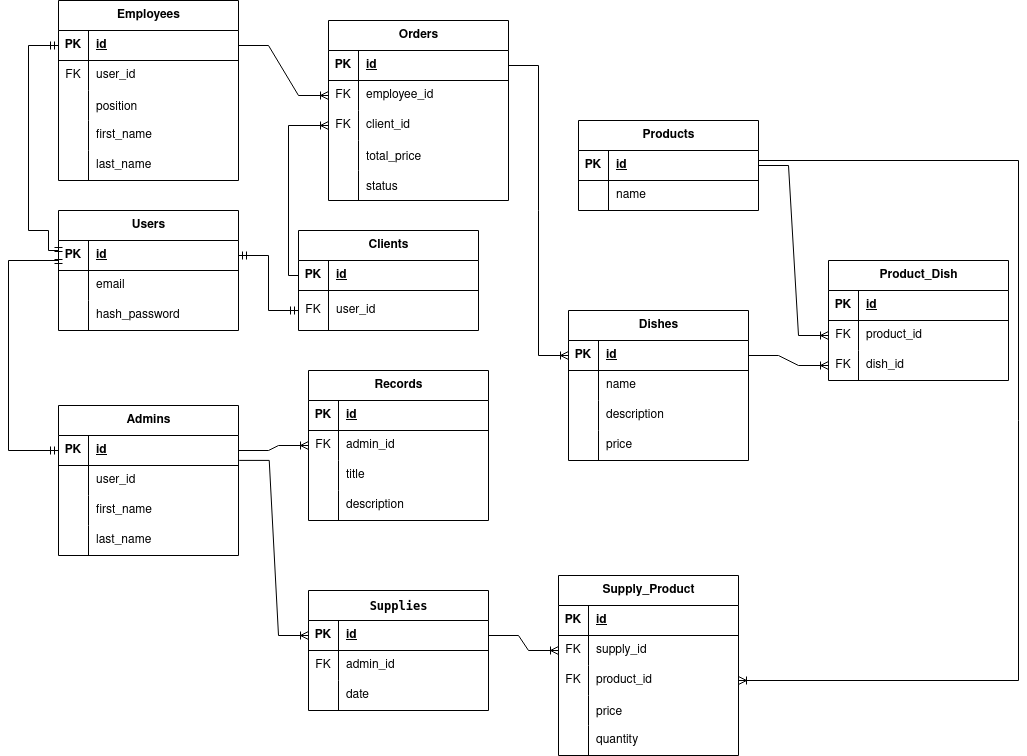 Employees
PK id
FK user_id
position
first_name
last_name
Orders
PK id
FK employee_id
FK client_id
total_price
status
Products
PK id
name
Users
PK id
email
hash_password
Clients
PK id
FK user_id
Product_Dish
PK id
FK product_id
FK dish_id
Dishes
PK id
name
description
price
Records
PK id
FK admin_id
title
description
Admins
PK id
user_id
first_name
last_name
Supplies
PK id
FK admin_id
date
Supply_Product
PK id
FK supply_id
FK product_id
price
quantity